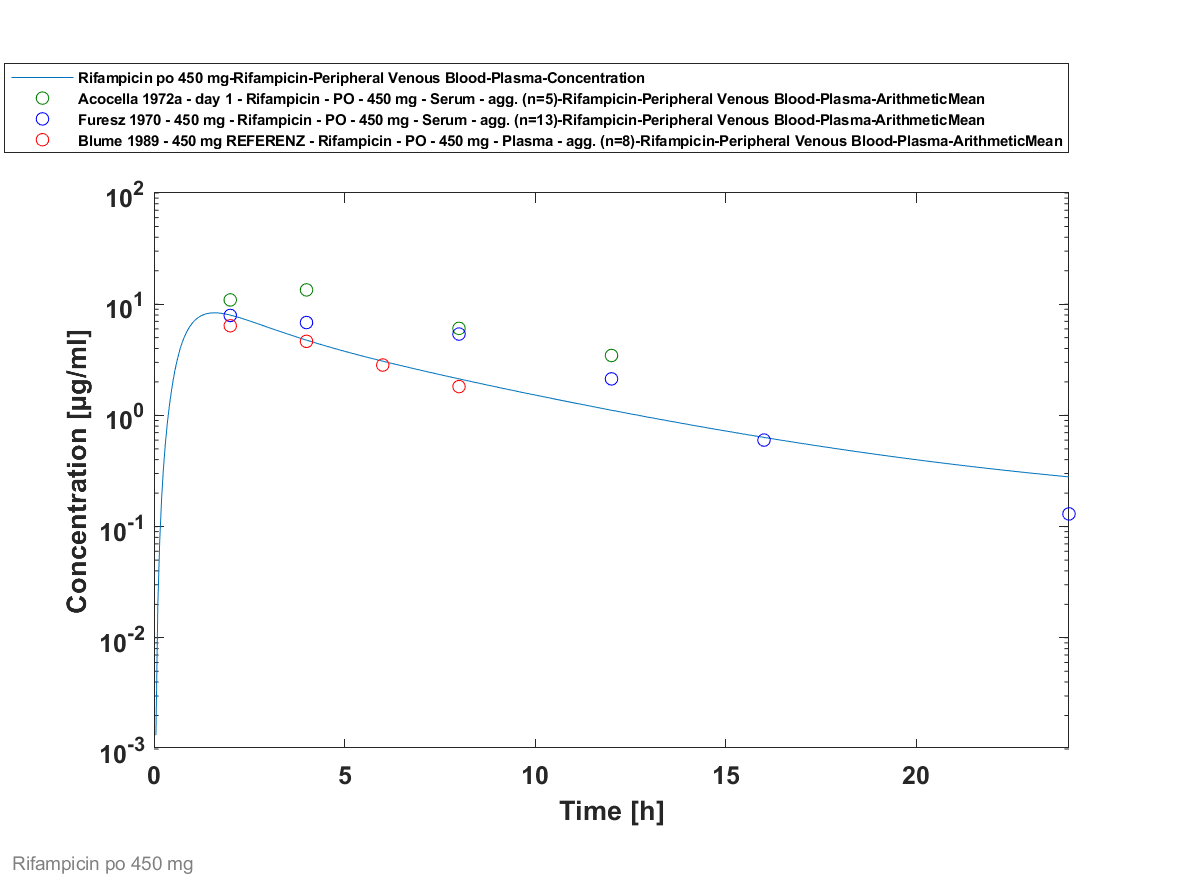 Rifampicin po 450 mg-Rifampicin-Peripheral Venous Blood-Plasma-Concentration
Acocella 1972a - day 1 - Rifampicin - PO - 450 mg - Serum - agg. (n=5)-Rifampicin-Peripheral Venous Blood-Plasma-ArithmeticMean
Furesz 1970 - 450 mg - Rifampicin - PO - 450 mg - Serum - agg. (n=13)-Rifampicin-Peripheral Venous Blood-Plasma-ArithmeticMean
Blume 1989 - 450 mg REFERENZ - Rifampicin - PO - 450 mg - Plasma - agg. (n=8)-Rifampicin-Peripheral Venous Blood-Plasma-ArithmeticMean
10^2
10^1
10^0
10^-1
10^-2
10^-3
Concentration [µg/ml]
0 5 10 15 20
Time [h]
Rifampicin po 450 mg